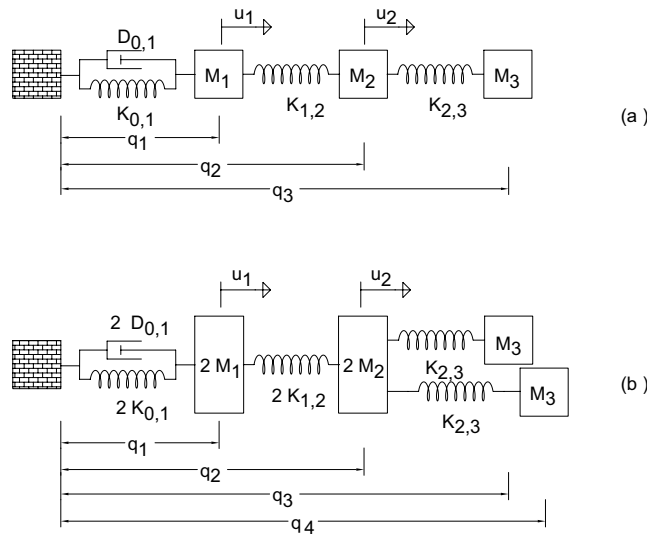 u1 u2
D0,1
M1 M2 M3
K0,1 K1,2 K2,3
(a )
q1
q2
q3
u1 u2
2 D0,1
2 M1 2 M2 M3
K2,3 M3
2 K0,1 2 K1,2 K2,3
(b )
q1
q2
q3
q4